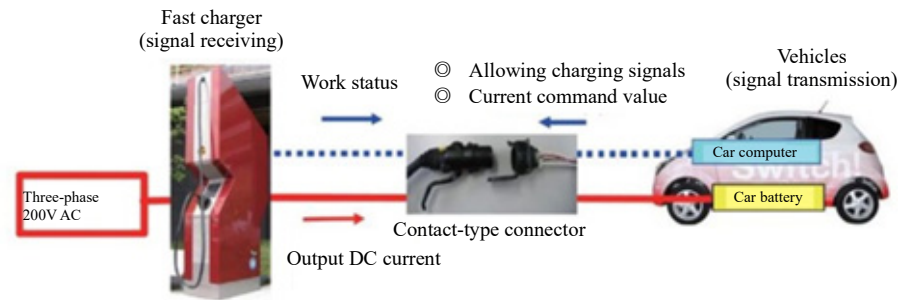 Fast charger
(signal receiving)
Work status
◎ Allowing charging signals
◎ Current command value
Vehicles
(signal transmission)
Car computer
Switch!
Three-phase
200V AC
Car battery
Contact-type connector
Output DC current